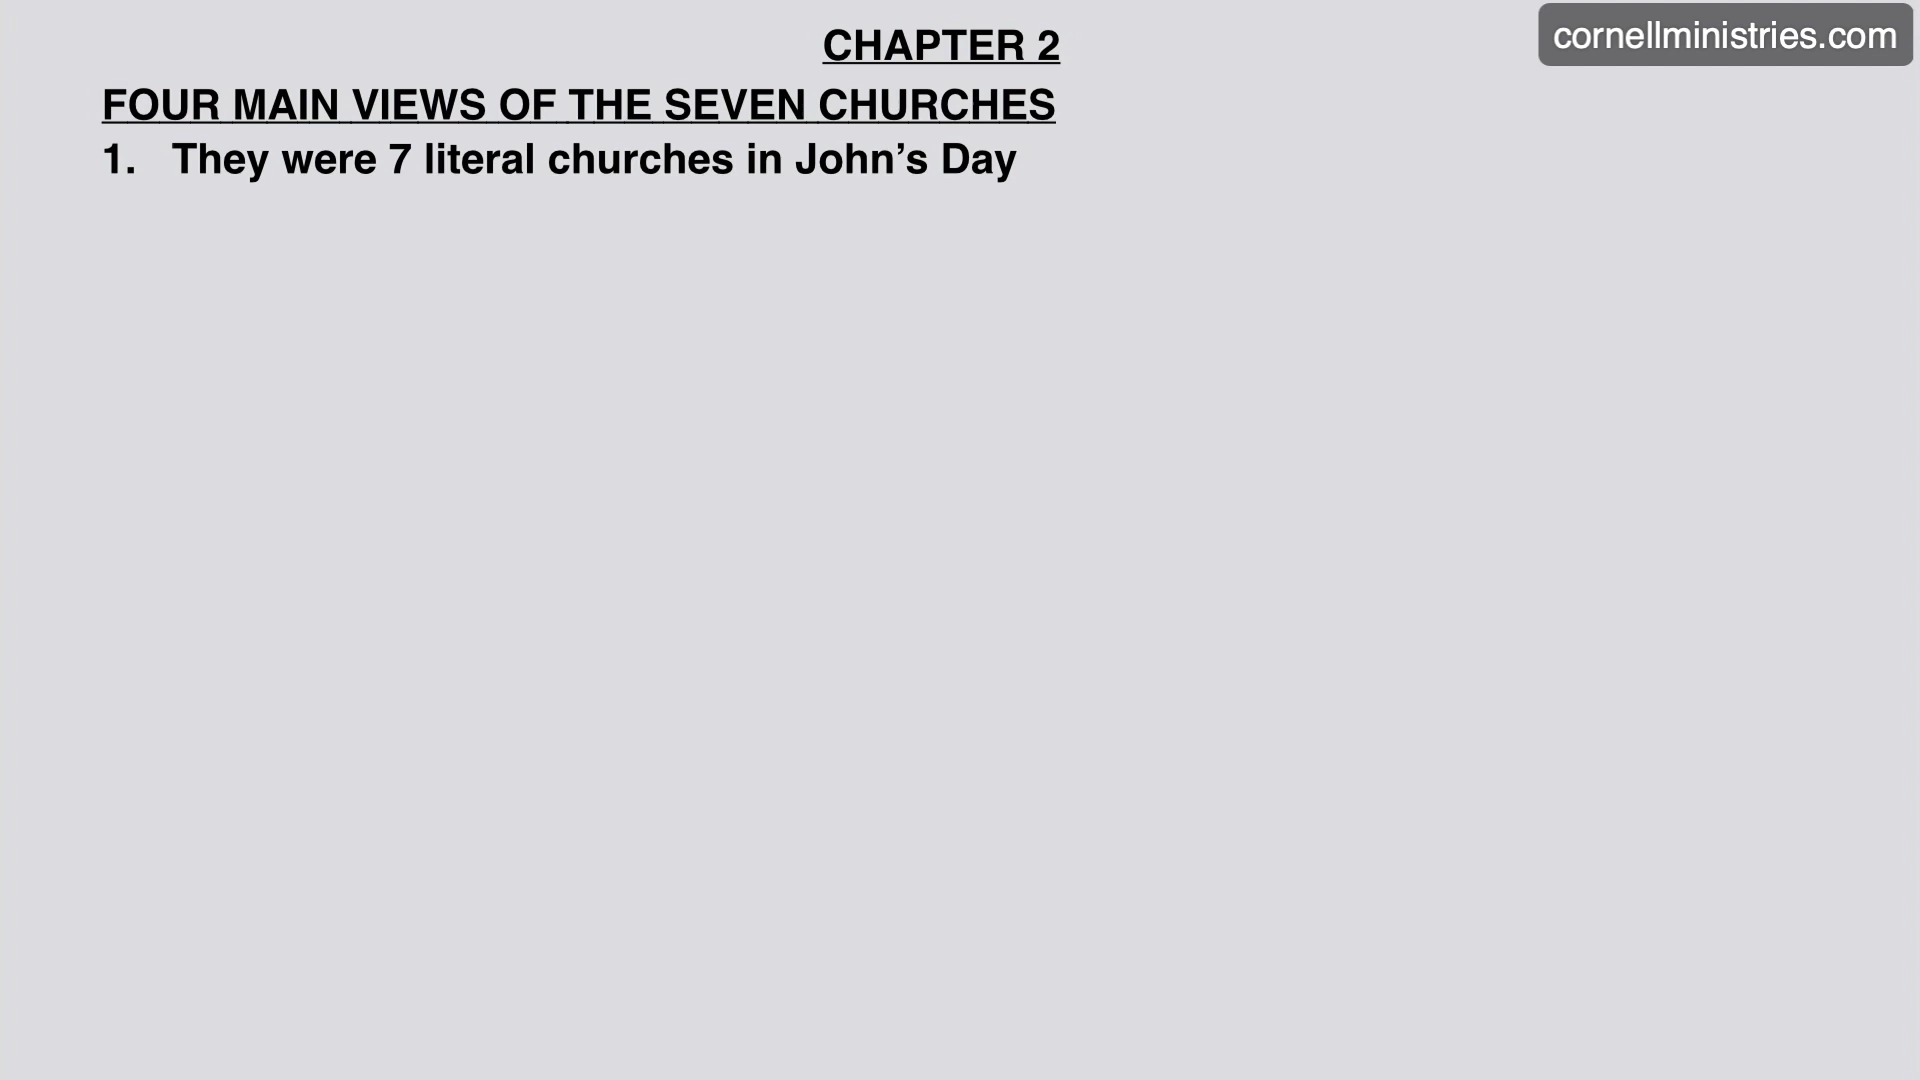 CHAPTER 2
cornellministries.com
FOUR MAIN VIEWS OF THE SEVEN CHURCHES
1. They were 7 literal churches in John’s Day